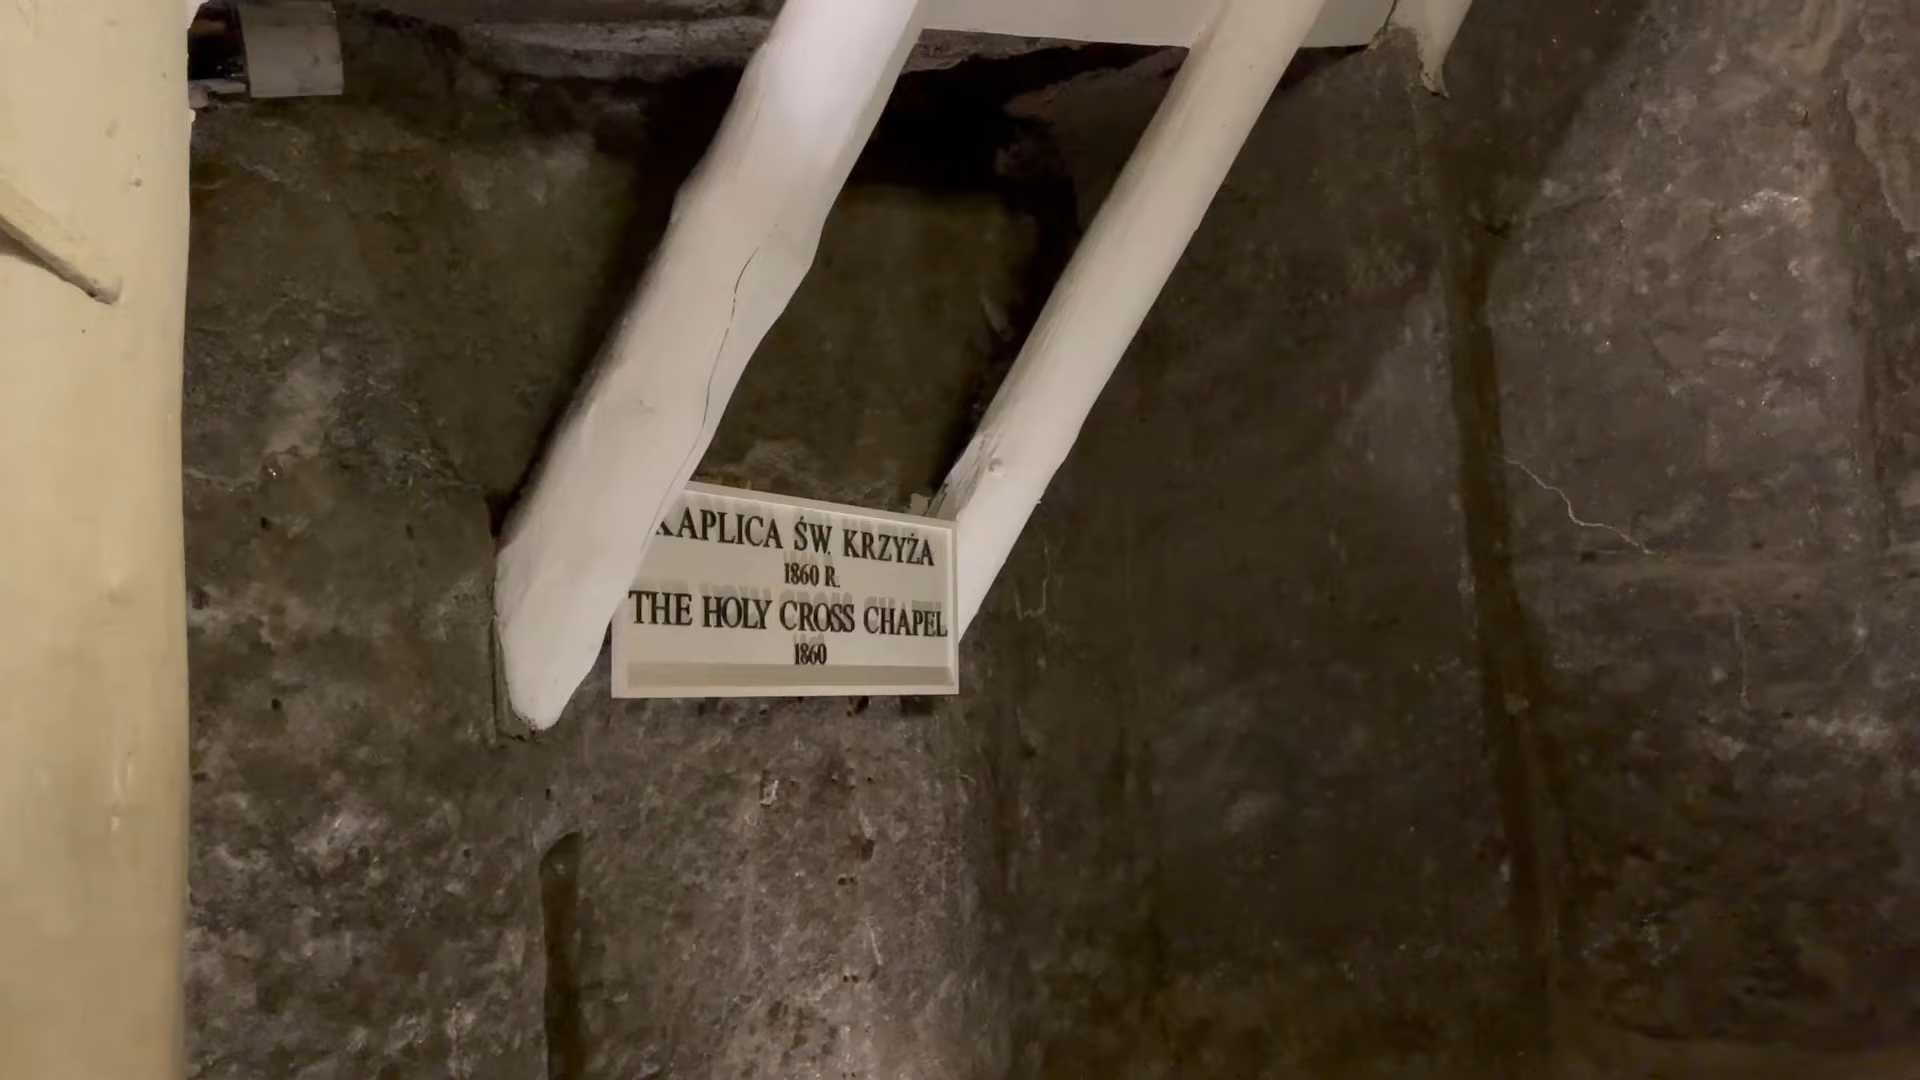 KAPLICA ŚW. KRZYŻA
1860 R.
THE HOLY CROSS CHAPEL
1860